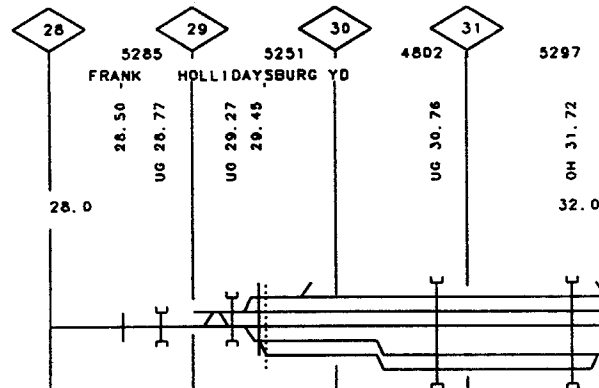 28 29 30 31
5285 5251 4802 5297
FRANK HOLLIDAYSBURG YD
28.50
UG 28.77
UG 29.27
29.45
UG 30.76
OH 31.72
28.0 32.0